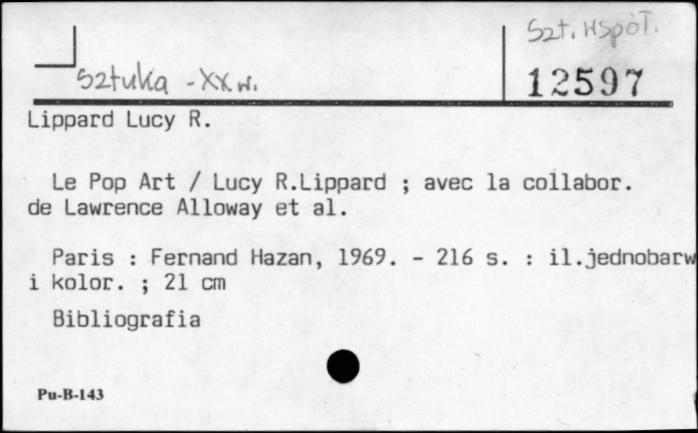 Szt. współ.
Sztuka - XX w.
12597
Lippard Lucy R.
Le Pop Art / Lucy R.Lippard ; avec la collabor.
de Lawrence Alloway et al.
Paris : Fernand Hazan, 1969. - 216 s. : il.jednobarw
i kolor. ; 21 cm
Bibliografia
Pu-B-143